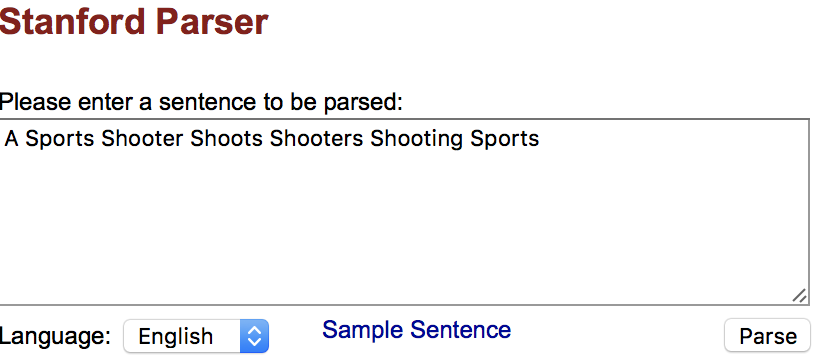 Stanford Parser
Please enter a sentence to be parsed:
A Sports Shooter Shoots Shooters Shooting Sports
Language: English Sample Sentence Parse